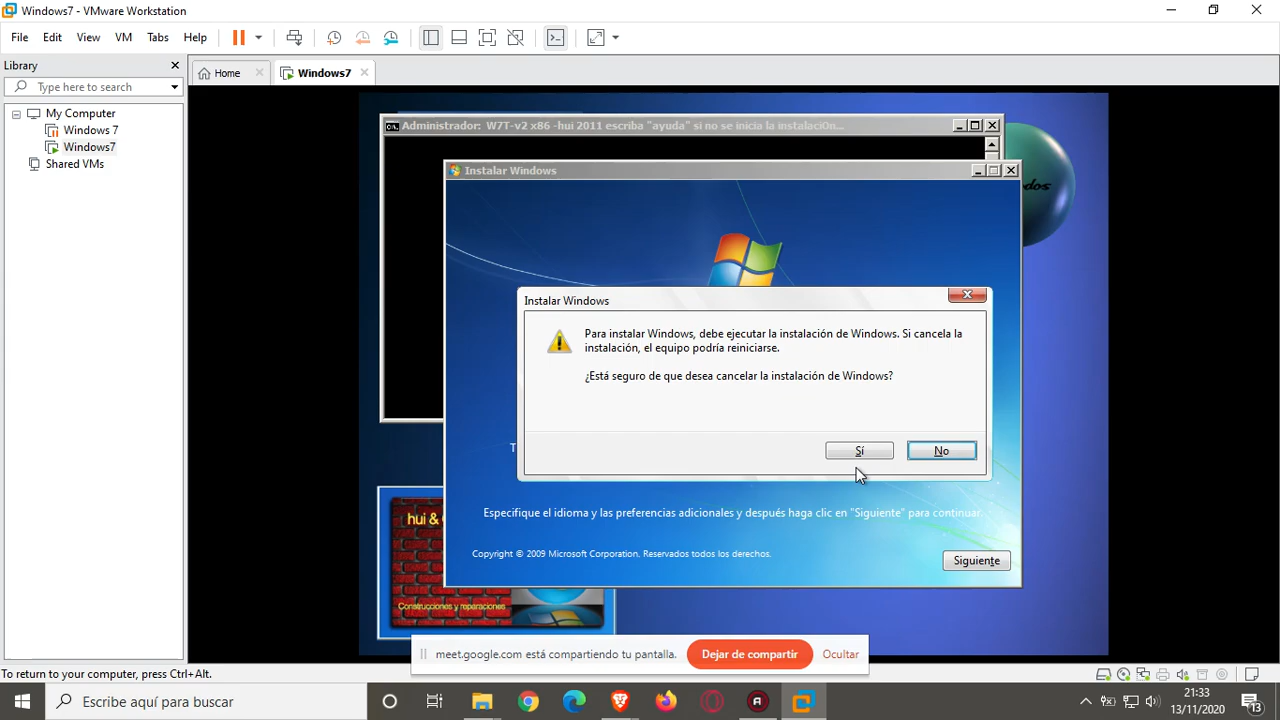 Windows7 - VMware Workstation
File Edit View VM Tabs Help
Library
Type here to search
My Computer
Windows 7
Windows7
Shared VMs
Home
Windows7
Administrador: W7T-v2 x86 -hui 2011 escriba "ayuda" si no se inicia la instalaciOn...
Instalar Windows
Instalar Windows
Para instalar Windows, debe ejecutar la instalación de Windows. Si cancela la
instalación, el equipo podría reiniciarse.
¿Está seguro de que desea cancelar la instalación de Windows?
Sí
No
T
Especifique el idioma y las preferencias adicionales y después haga clic en "Siguiente" para continuar.
Copyright © 2009 Microsoft Corporation. Reservados todos los derechos.
Siguiente
hui &
Construcciones y reparaciones
meet.google.com está compartiendo tu pantalla.
Dejar de compartir
Ocultar
To return to your computer, press Ctrl+Alt.
Escribe aquí para buscar
21:33
13/11/2020
13